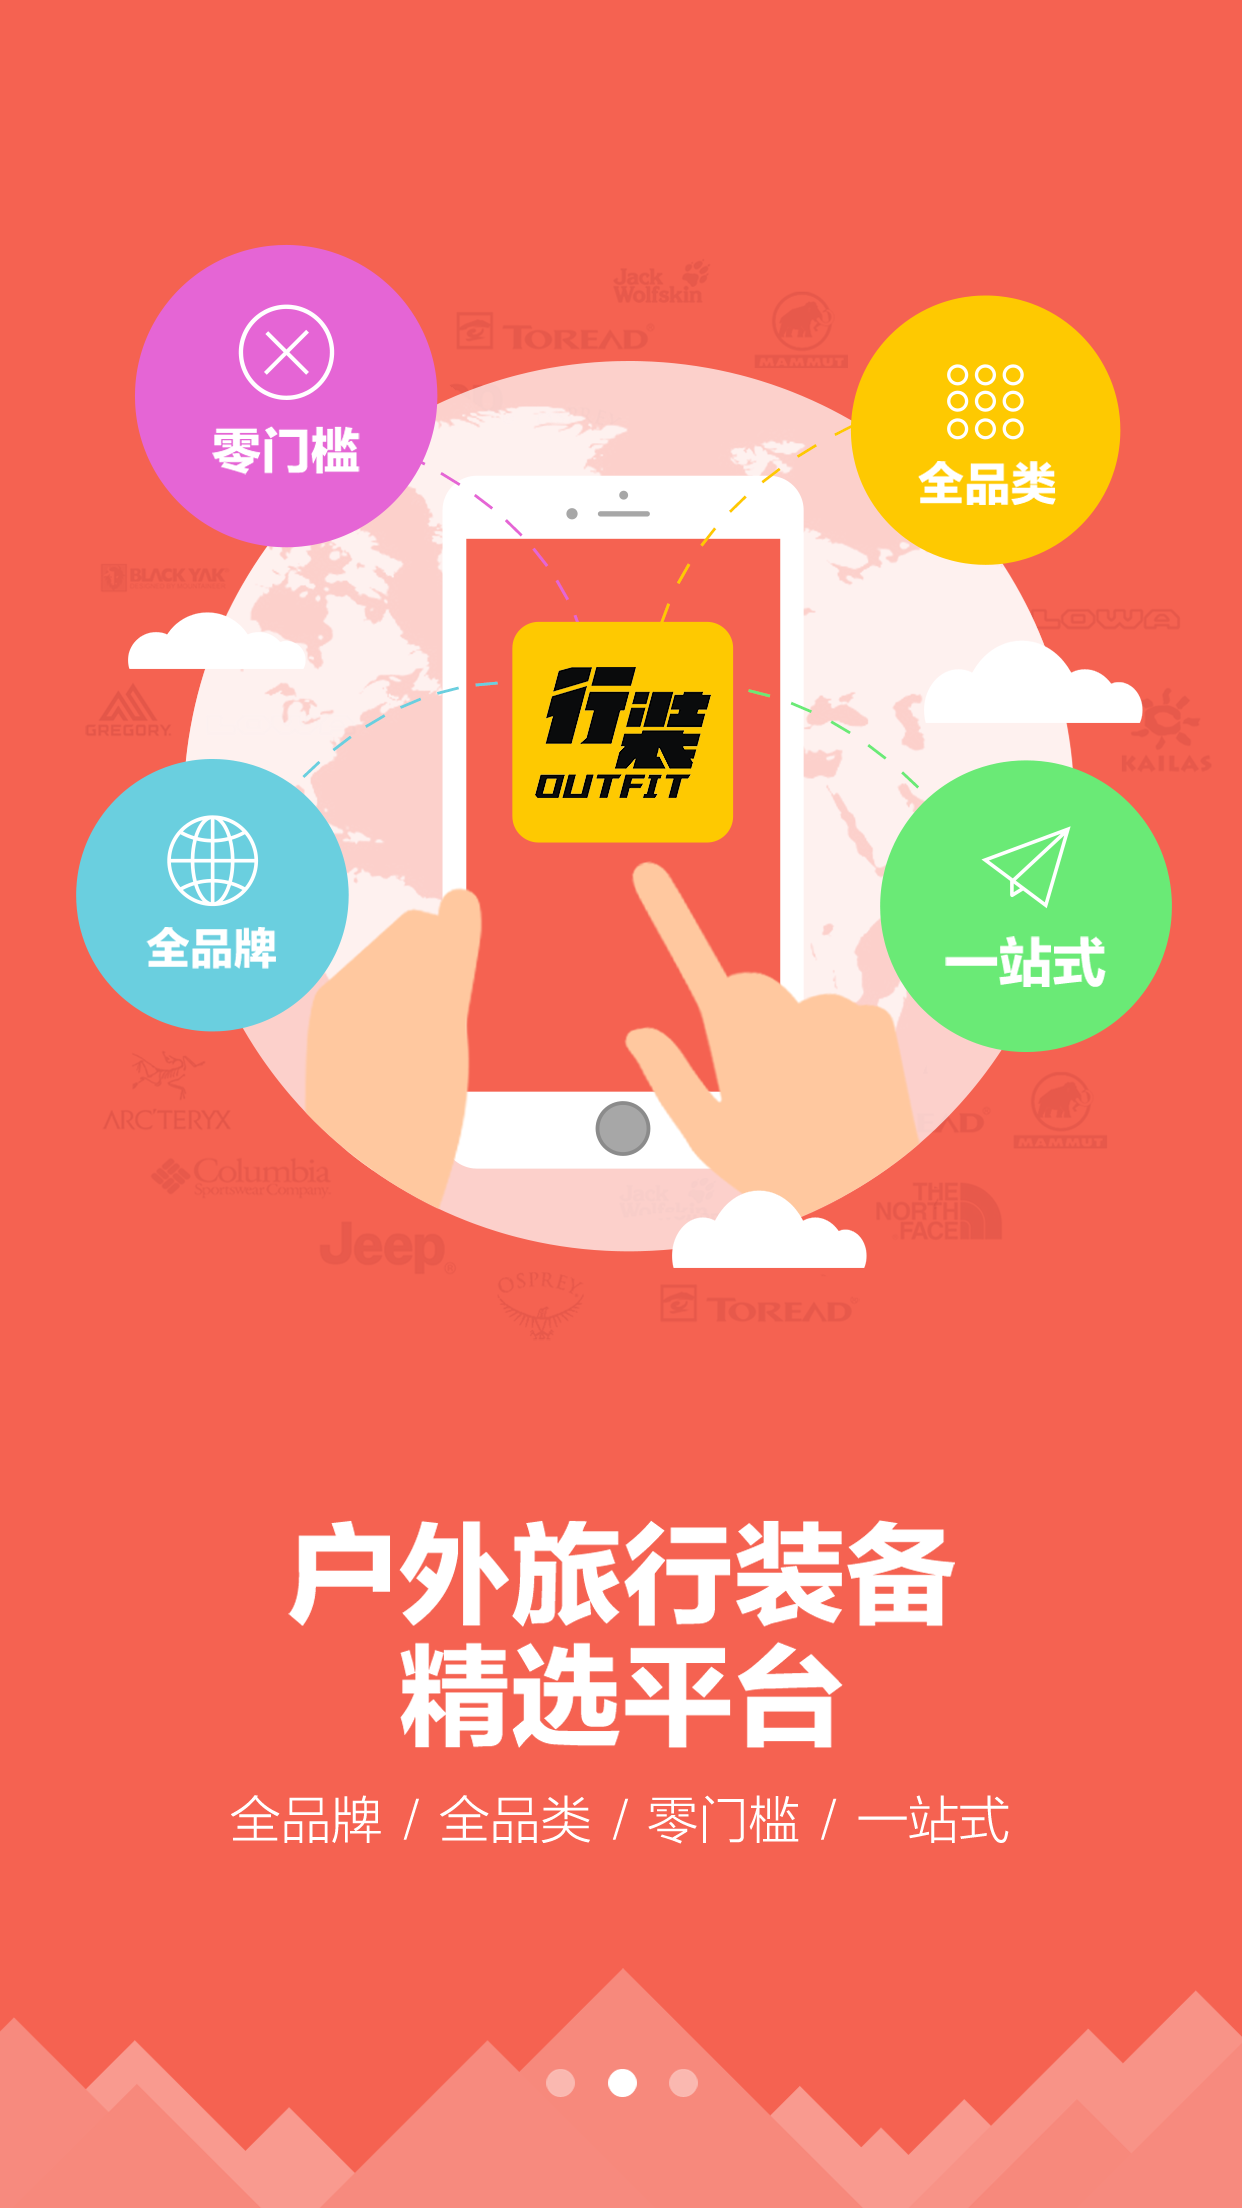 Jack
Wolfskin
TOREAD
MAMMUT
零门槛
全品类
BLACK YAK
LOWA
GREGORY
行装
OUTFIT
KAILAS
全品牌
一站式
ARC'TERYX
MAMMUT
Columbia
Sportswear Company
Jack
Wolfskin
THE
NORTH
FACE
Jeep
OSPREY
TOREAD
户外旅行装备
精选平台
全品牌 / 全品类 / 零门槛 / 一站式